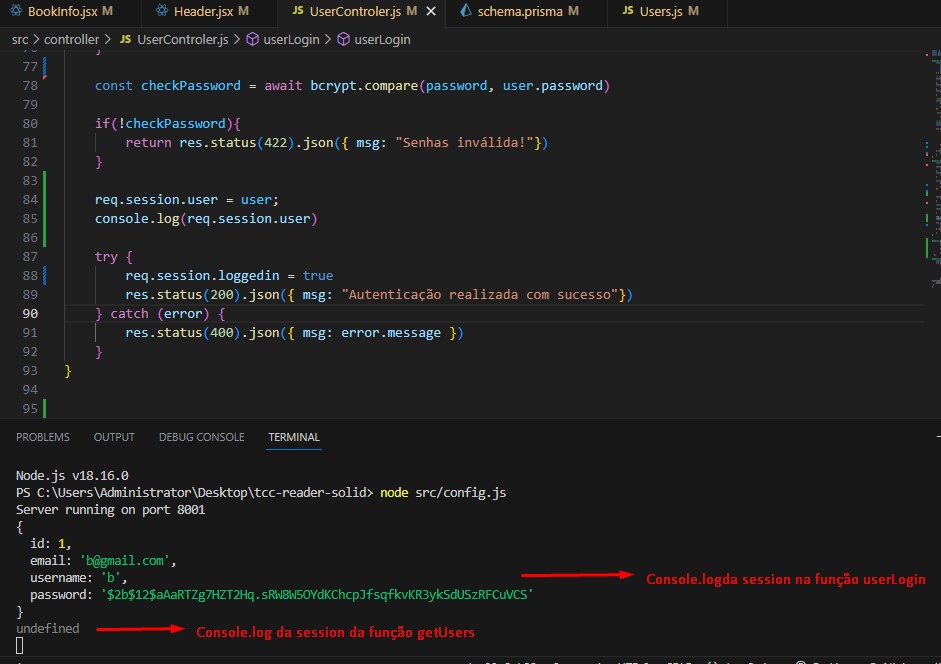 BookInfo.jsx M Header.jsx M JS UserControler.js M × schema.prisma M JS Users.js M
src > controller > JS UserControler.js > userLogin > userLogin
77
78 const checkPassword = await bcrypt.compare(password, user.password)
79
80 if(!checkPassword){
81 return res.status(422).json({ msg: "Senhas inválida!"})
82 }
83
84 req.session.user = user;
85 console.log(req.session.user)
86
87 try {
88 req.session.loggedin = true
89 res.status(200).json({ msg: "Autenticação realizada com sucesso"})
90 } catch (error) {
91 res.status(400).json({ msg: error.message })
92 }
93 }
94
95
PROBLEMS OUTPUT DEBUG CONSOLE TERMINAL
Node.js v18.16.0
PS C:\Users\Administrator\Desktop\tcc-reader-solid> node src/config.js
Server running on port 8001
{
id: 1,
email: 'b@gmail.com',
username: 'b',
password: '$2b$12$aAaRTZg7HZT2Hq.sRW8W5OYdKChcpJfsqfkvKR3ykSdUSzRFCuVCS'
Console.logda session na função userLogin
}
undefined
Console.log da session da função getUsers